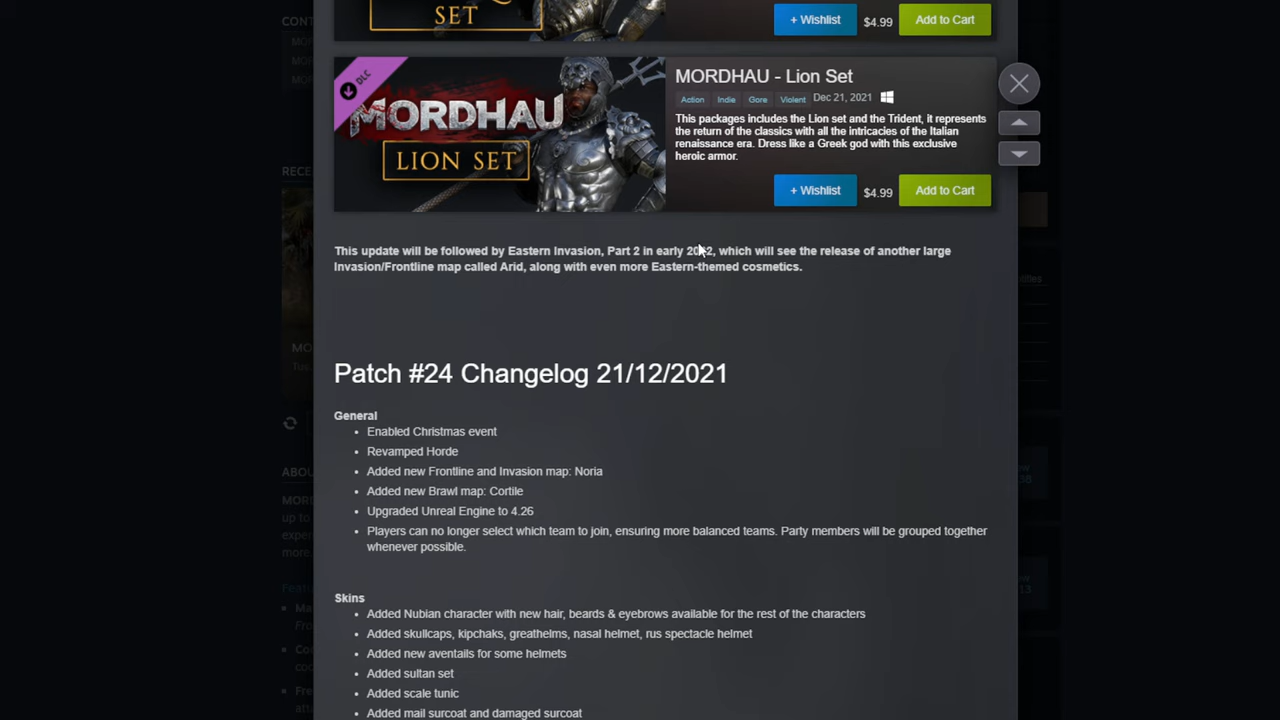 SET
+ Wishlist $4.99 Add to Cart
DLC
MORDHAU
LION SET
MORDHAU - Lion Set
Action Indie Gore Violent Dec 21, 2021
This packages includes the Lion set and the Trident, it represents
the return of the classics with all the intricacies of the Italian
renaissance era. Dress like a Greek god with this exclusive
heroic armor.
+ Wishlist $4.99 Add to Cart
This update will be followed by Eastern Invasion, Part 2 in early 2022, which will see the release of another large
Invasion/Frontline map called Arid, along with even more Eastern-themed cosmetics.
Patch #24 Changelog 21/12/2021
General
• Enabled Christmas event
• Revamped Horde
• Added new Frontline and Invasion map: Noria
• Added new Brawl map: Cortile
• Upgraded Unreal Engine to 4.26
• Players can no longer select which team to join, ensuring more balanced teams. Party members will be grouped together
whenever possible.
Skins
• Added Nubian character with new hair, beards & eyebrows available for the rest of the characters
• Added skullcaps, kipchaks, greathelms, nasal helmet, rus spectacle helmet
• Added new aventails for some helmets
• Added sultan set
• Added scale tunic
• Added mail surcoat and damaged surcoat